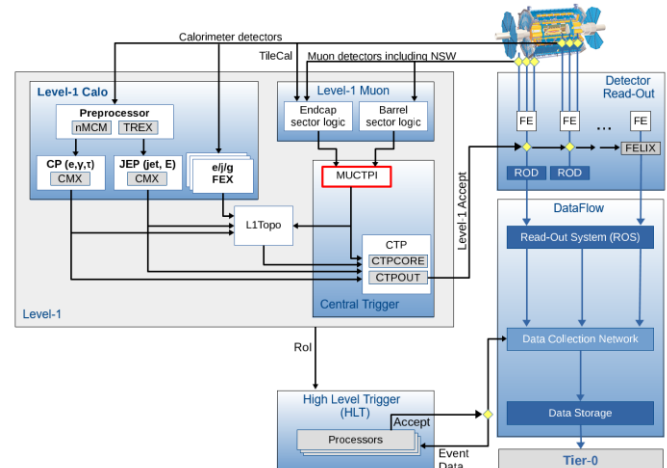 Calorimeter detectors
TileCal
Muon detectors including NSW
Level-1 Calo
Preprocessor
nMCM
TREX
CP (e,γ,τ)
CMX
JEP (jet, E)
CMX
e/j/g
FEX
Level-1 Muon
Endcap
sector logic
Barrel
sector logic
MUCTPI
L1Topo
CTP
CTPCORE
CTPOUT
Central Trigger
Level-1
Level-1 Accept
Detector
Read-Out
FE
FE
...
FE
FELIX
ROD
ROD
DataFlow
Read-Out System (ROS)
Data Collection Network
Data Storage
Tier-0
RoI
High Level Trigger
(HLT)
Accept
Processors
Event
Data